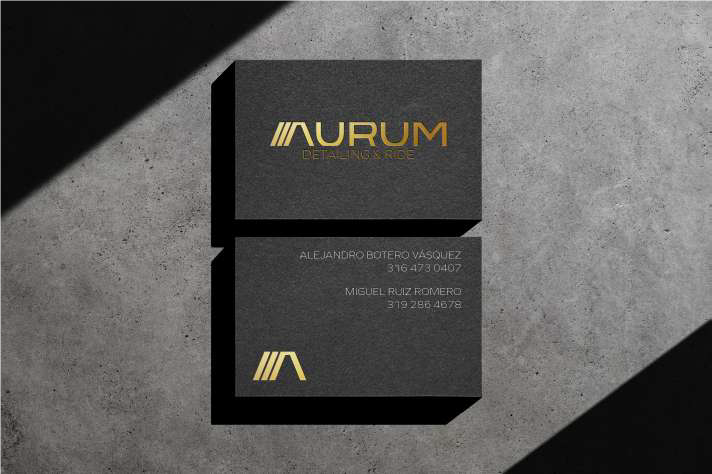 AURUM
DETAILING & RIDE
ALEJANDRO BOTERO VÁSQUEZ
316 473 0407
MIGUEL RUIZ ROMERO
319 286 4678